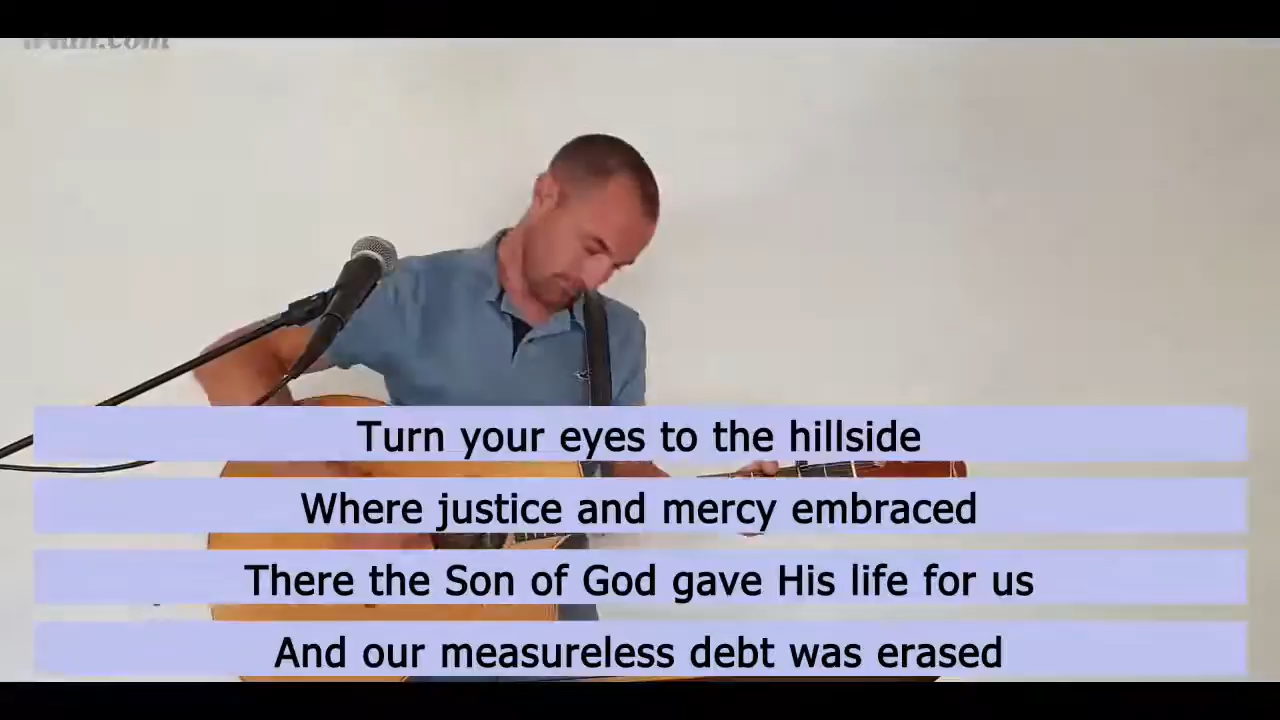 Turn your eyes to the hillside
Where justice and mercy embraced
There the Son of God gave His life for us
And our measureless debt was erased